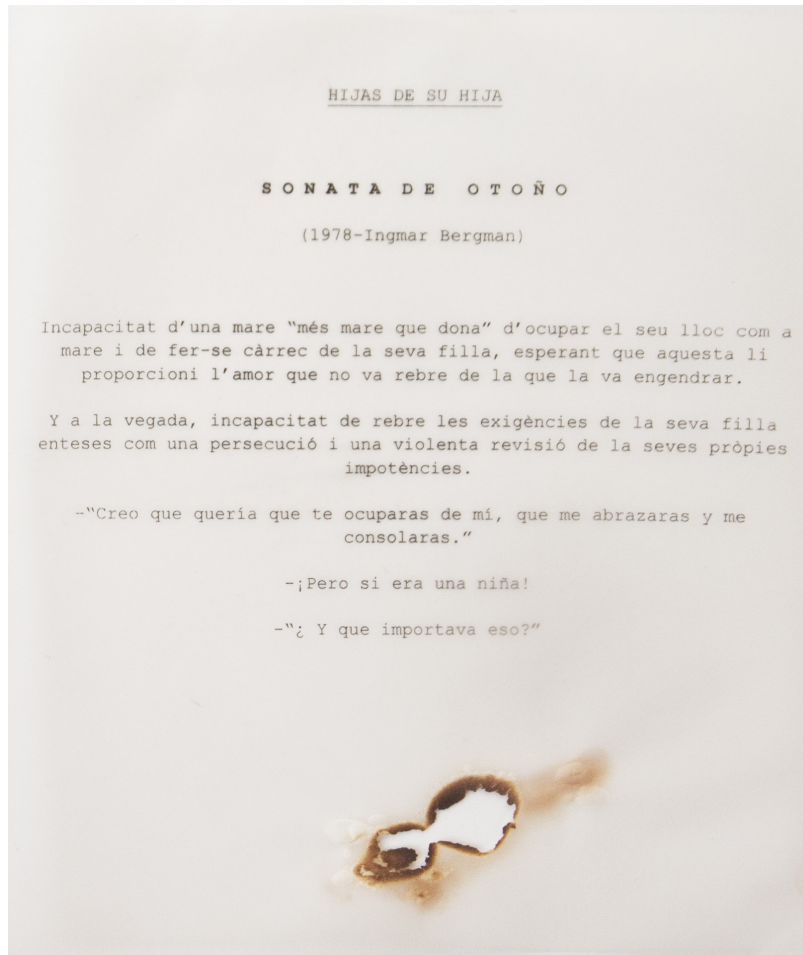 HIJAS DE SU HIJA
SONATA DE OTOÑO
(1978-Ingmar Bergman)
Incapacitat d’una mare “més mare que dona” d’ocupar el seu lloc com a
mare i de fer-se càrrec de la seva filla, esperant que aquesta li
proporcioni l’amor que no va rebre de la que la va engendrar.
Y a la vegada, incapacitat de rebre les exigències de la seva filla
enteses com una persecució i una violenta revisió de la seves pròpies
impotències.
-“Creo que quería que te ocuparas de mí, que me abrazaras y me
consolaras.”
-¡Pero si era una niña!
-“¿ Y que importava eso?”